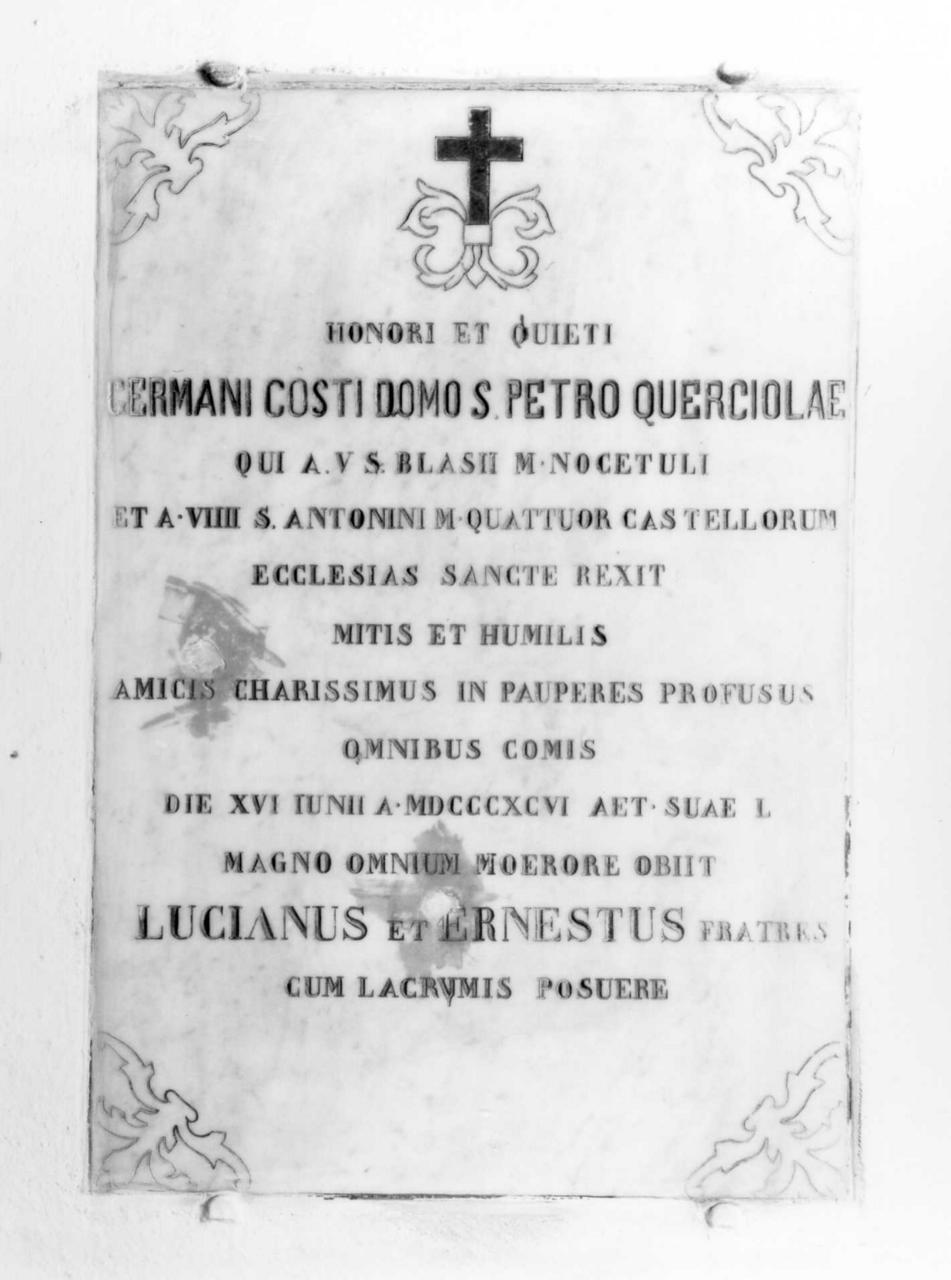 HONORI ET QUIETI
GERMANI COSTI DOMO S. PETRO QUERCIOLAE
QUI A.V S. BLASII M·NOCETULI
ET A·VIIII S. ANTONINI M·QUATTUOR CASTELLORUM
ECCLESIAS SANCTE REXIT
MITIS ET HUMILIS
AMICIS CHARISSIMUS IN PAUPERES PROFUSUS
OMNIBUS COMIS
DIE XVI IUNII A·MDCCCXCVI AET· SUAE L
MAGNO OMNIUM MOERORE OBIIT
LUCIANUS ET ERNESTUS FRATRES
CUM LACRYMIS POSUERE